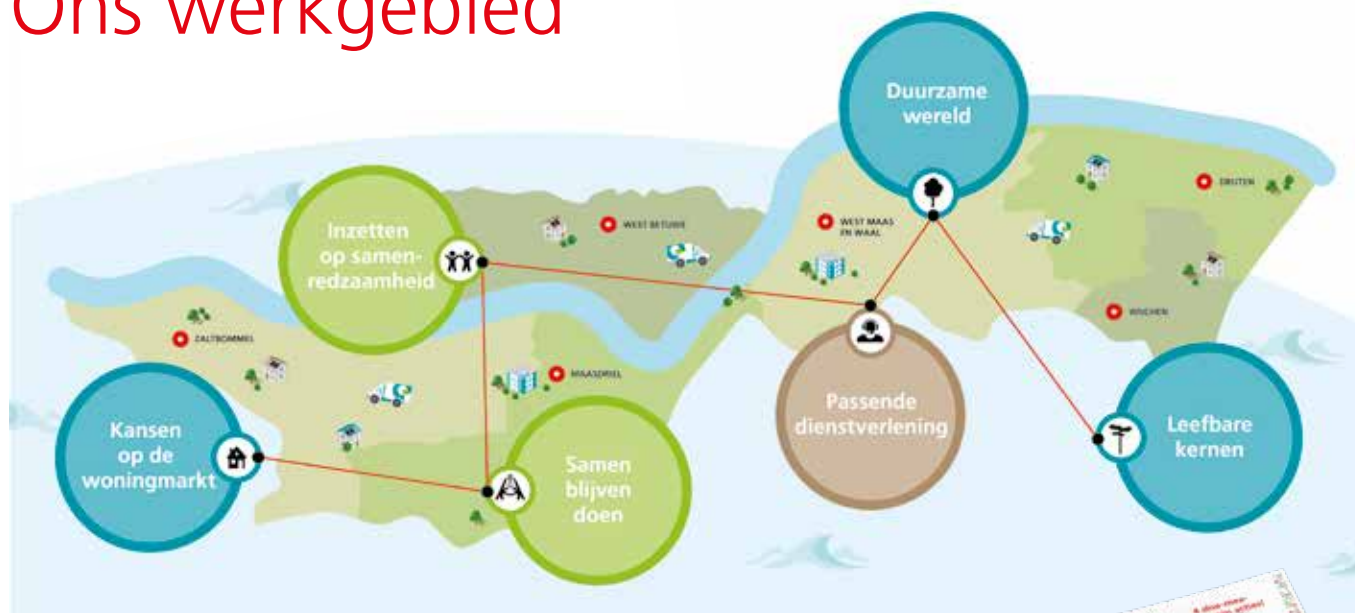 Ons werkgebied
Duurzame
wereld
Inzetten
op samen-
redzaamheid
WEST BETUWE
WEST MAAS
EN WAAL
DRUTEN
WIJCHEN
ZALTBOMMEL
MAASDRIEL
Kansen
op de
woningmarkt
Samen
blijven
doen
Passende
dienstverlening
Leefbare
kernen